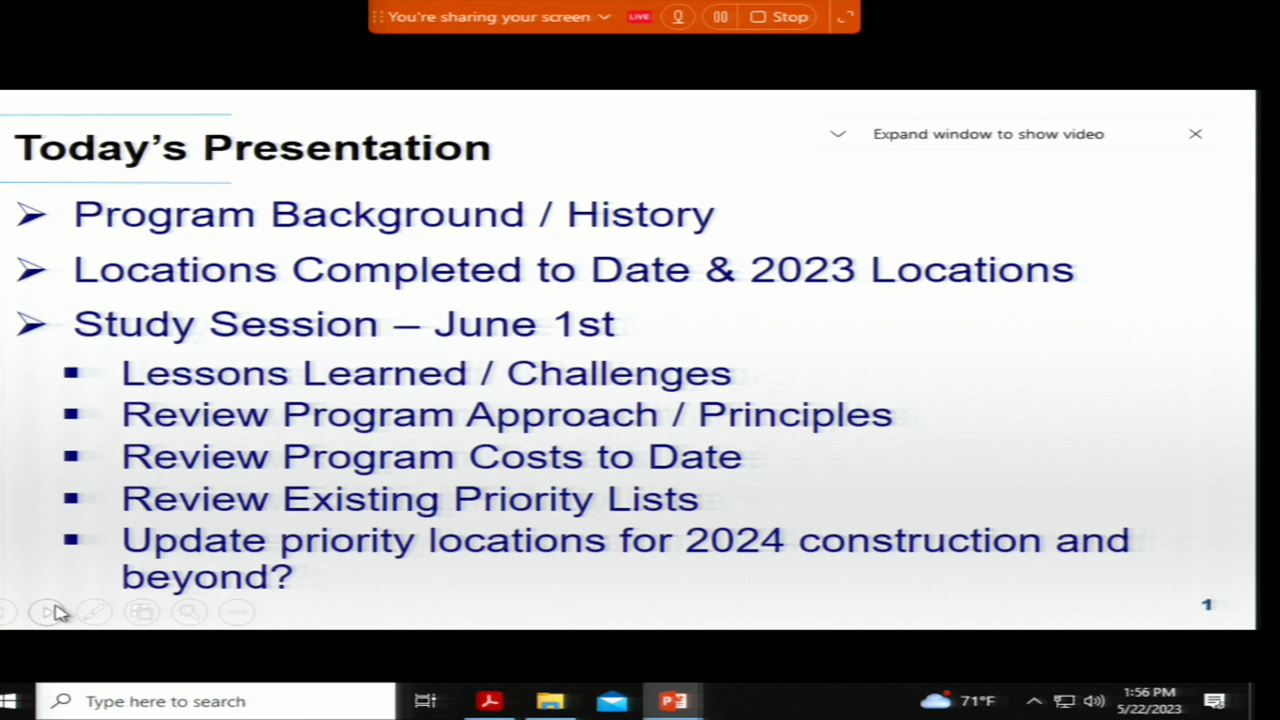 You're sharing your screen
LIVE
Stop
Expand window to show video
Today's Presentation
Program Background / History
Locations Completed to Date & 2023 Locations
Study Session – June 1st
Lessons Learned / Challenges
Review Program Approach / Principles
Review Program Costs to Date
Review Existing Priority Lists
Update priority locations for 2024 construction and
beyond?
1
Type here to search
71°F
1:56 PM
5/22/2023